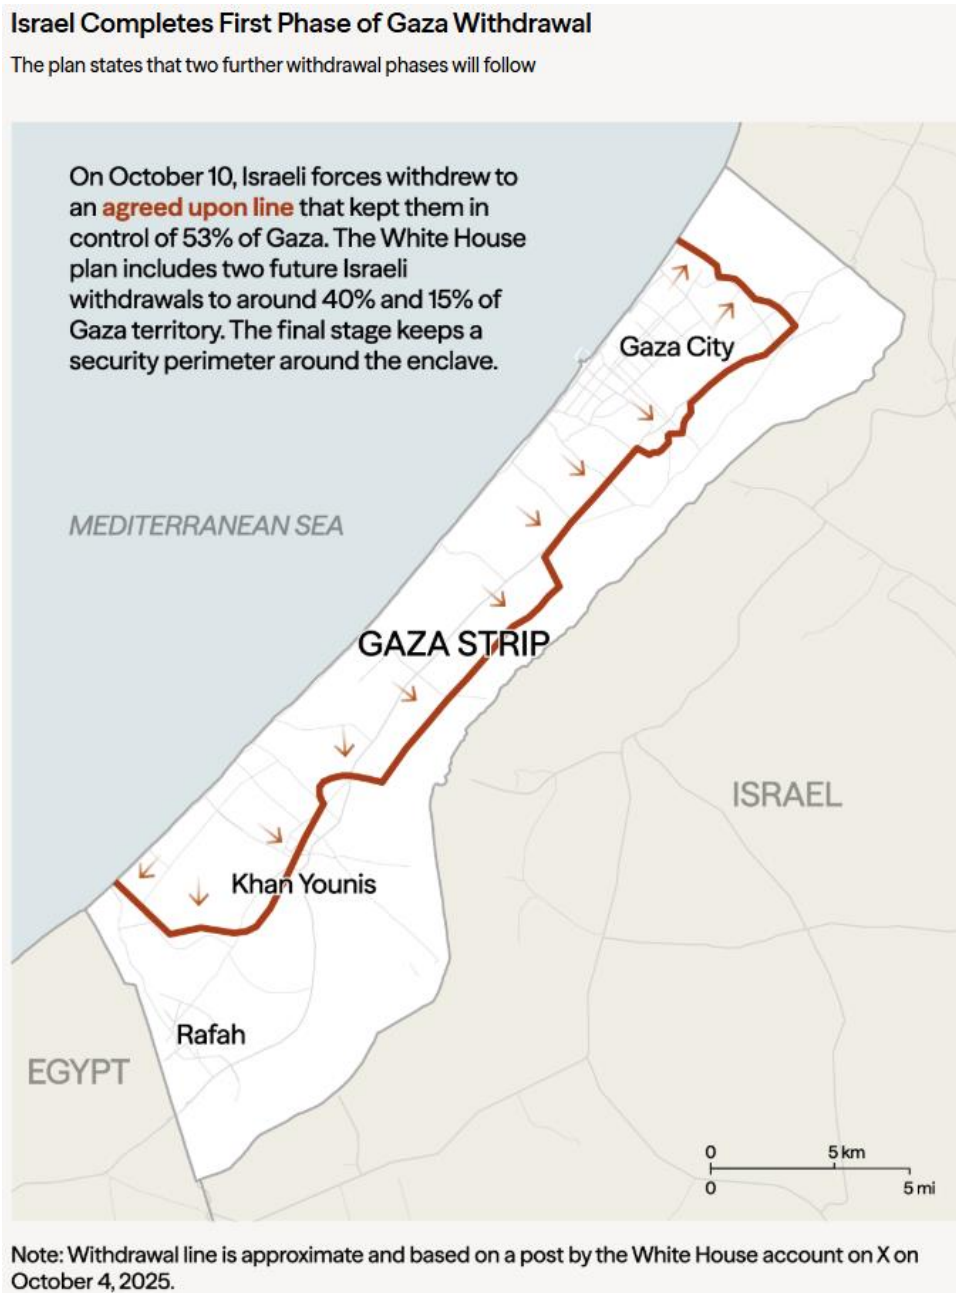 Israel Completes First Phase of Gaza Withdrawal
The plan states that two further withdrawal phases will follow
On October 10, Israeli forces withdrew to
an agreed upon line that kept them in
control of 53% of Gaza. The White House
plan includes two future Israeli
withdrawals to around 40% and 15% of
Gaza territory. The final stage keeps a
security perimeter around the enclave.
Gaza City
MEDITERRANEAN SEA
GAZA STRIP
ISRAEL
Khan Younis
Rafah
EGYPT
0 5 km
0 5 mi
Note: Withdrawal line is approximate and based on a post by the White House account on X on
October 4, 2025.